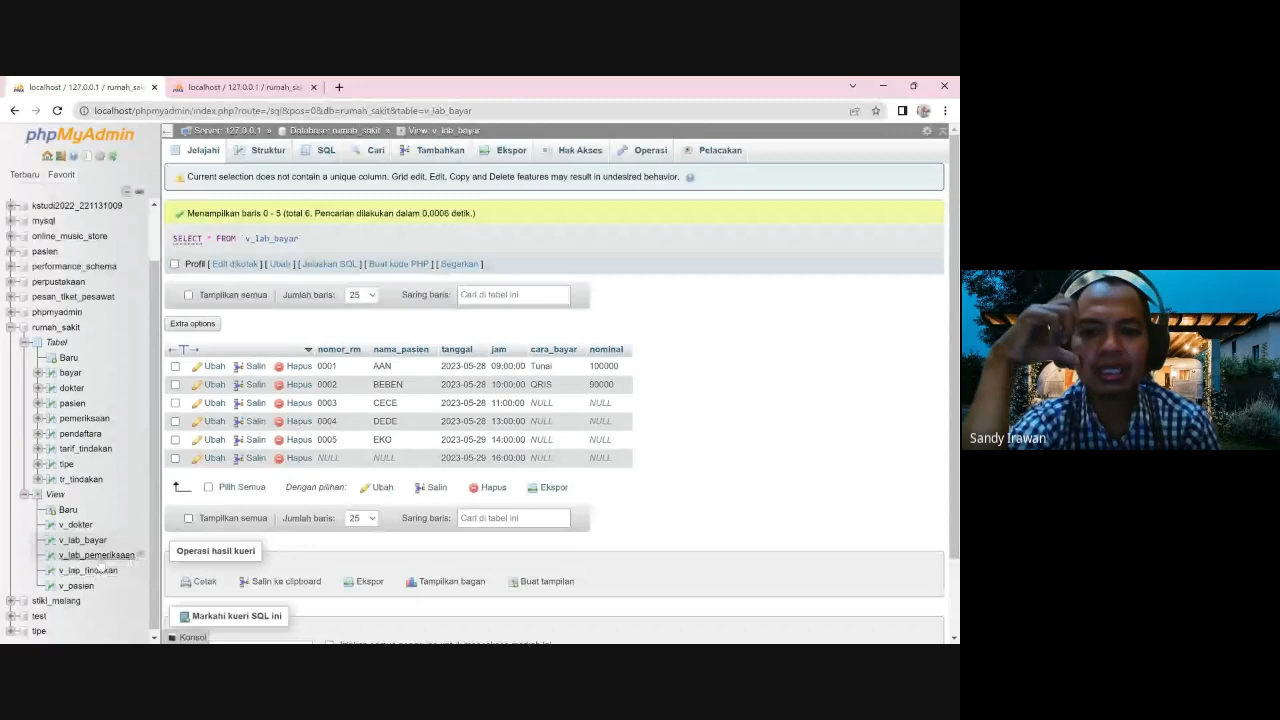 localhost / 127.0.0.1 / rumah_sak
localhost / 127.0.0.1 / rumah_sak
localhost/phpmyadmin/index.php?route=/sql&pos=0&db=rumah_sakit&table=v_lab_bayar
phpMyAdmin
Terbaru Favorit
kstudi2022_221131009
mysql
online_music_store
pasien
performance_schema
perpustakaan
pesan_tiket_pesawat
phpmyadmin
rumah_sakit
Tabel
Baru
bayar
dokter
pasien
pemeriksaan
pendaftara
tarif_tindakan
tipe
tr_tindakan
View
Baru
v_dokter
v_lab_bayar
v_lab_pemeriksaan
v_lap_tindakan
v_pasien
stiki_malang
test
tipe
Server: 127.0.0.1 » Database: rumah_sakit » View: v_lab_bayar
Jelajahi Struktur SQL Cari Tambahkan Ekspor Hak Akses Operasi Pelacakan
Current selection does not contain a unique column. Grid edit, Edit, Copy and Delete features may result in undesired behavior.
Menampilkan baris 0 - 5 (total 6, Pencarian dilakukan dalam 0,0006 detik.)
SELECT * FROM `v_lab_bayar`
Profil [ Edit dikotak ] [ Ubah ] [ Jelaskan SQL ] [ Buat kode PHP ] [ Segarkan ]
Tampilkan semua | Jumlah baris: 25 Saring baris: Cari di tabel ini
Extra options
←T→ nomor_rm nama_pasien tanggal jam cara_bayar nominal
Ubah Salin Hapus 0001 AAN 2023-05-28 09:00:00 Tunai 100000
Ubah Salin Hapus 0002 BEBEN 2023-05-28 10:00:00 QRIS 90000
Ubah Salin Hapus 0003 CECE 2023-05-28 11:00:00 NULL NULL
Ubah Salin Hapus 0004 DEDE 2023-05-28 13:00:00 NULL NULL
Ubah Salin Hapus 0005 EKO 2023-05-29 14:00:00 NULL NULL
Ubah Salin Hapus NULL NULL 2023-05-29 16:00:00 NULL NULL
Pilih Semua Dengan pilihan: Ubah Salin Hapus Ekspor
Tampilkan semua | Jumlah baris: 25 Saring baris: Cari di tabel ini
Operasi hasil kueri
Cetak Salin ke clipboard Ekspor Tampilkan bagan Buat tampilan
Markahi kueri SQL ini
Konsol
Sandy Irawan